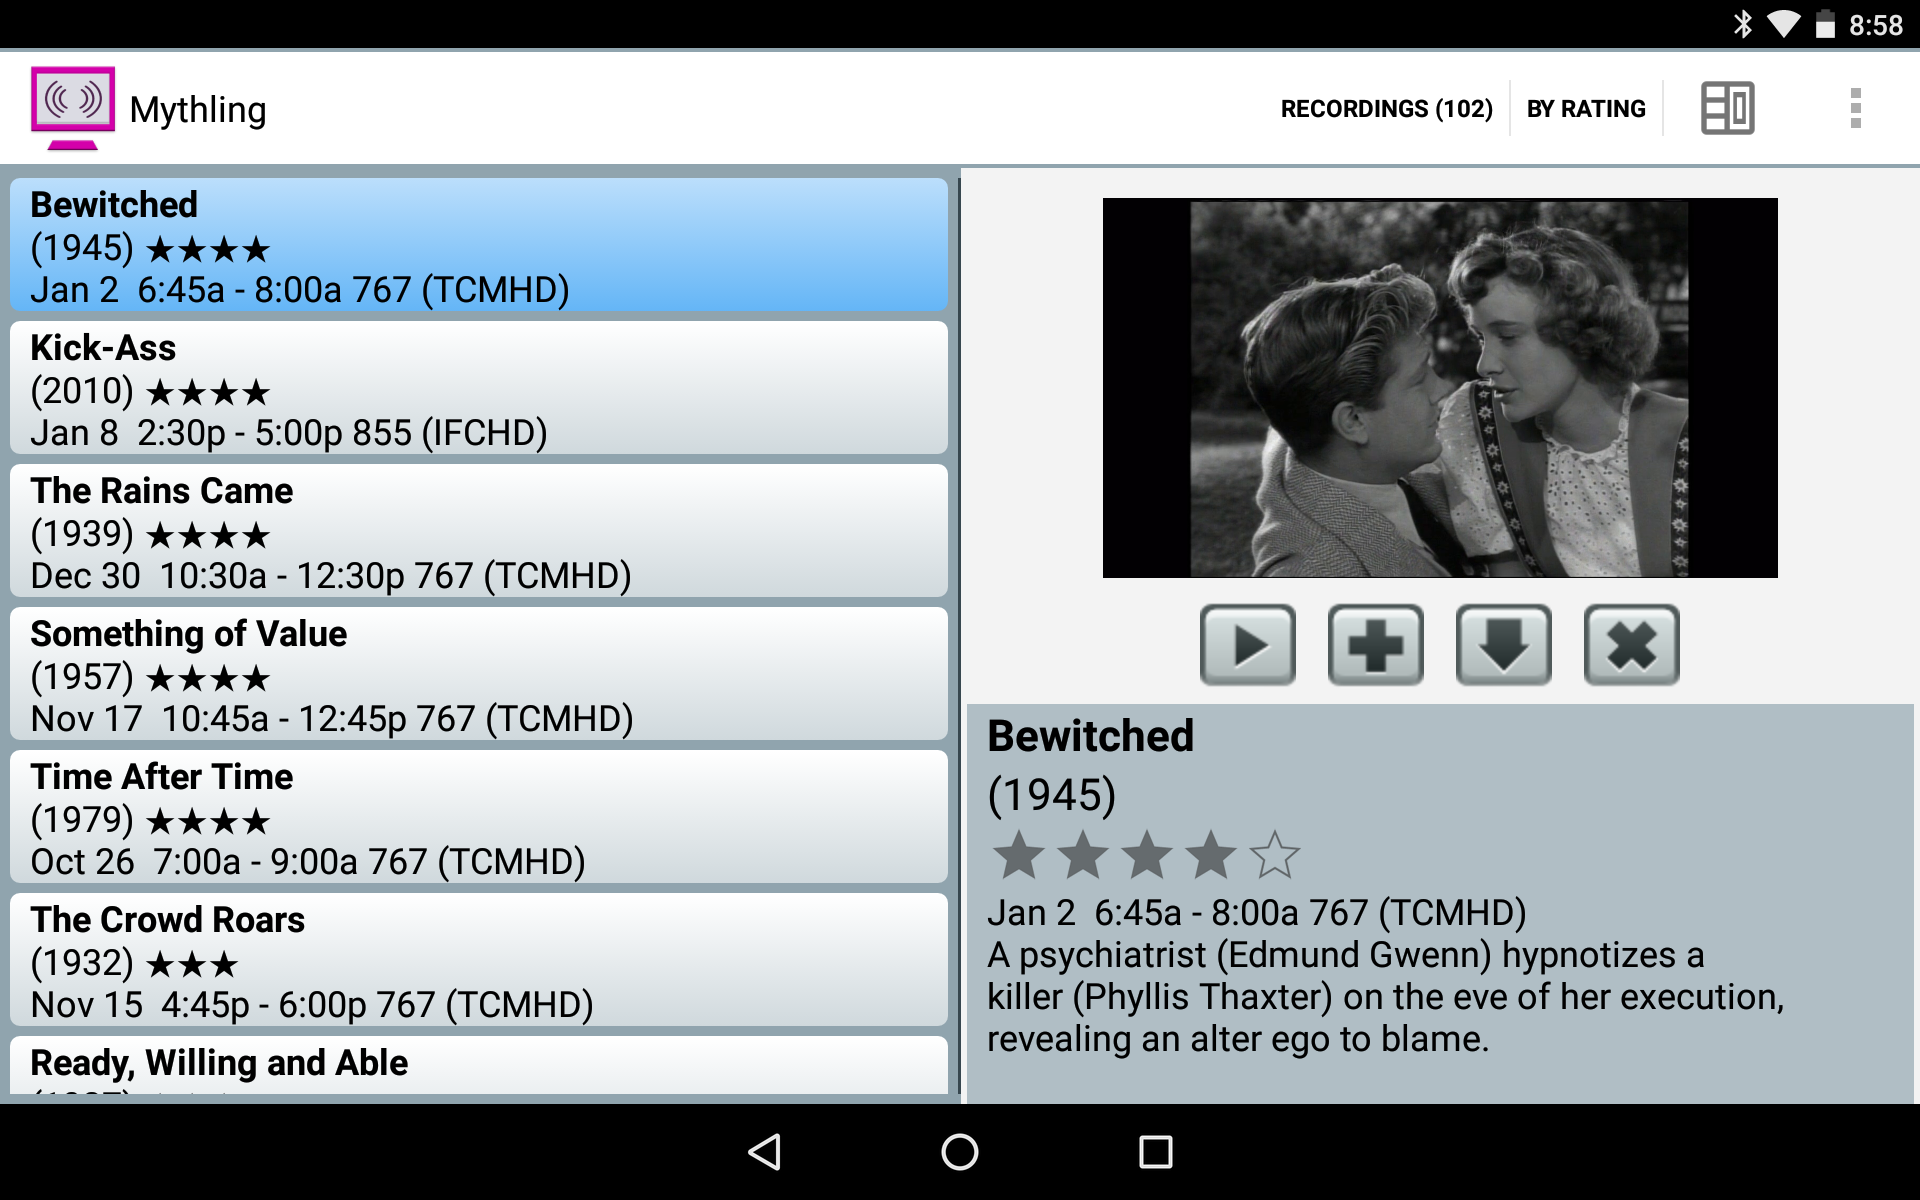 8:58
Mythling
RECORDINGS (102)
BY RATING
Bewitched
(1945) ★★★★
Jan 2  6:45a - 8:00a 767 (TCMHD)
Kick-Ass
(2010) ★★★★
Jan 8  2:30p - 5:00p 855 (IFCHD)
The Rains Came
(1939) ★★★★
Dec 30  10:30a - 12:30p 767 (TCMHD)
Something of Value
(1957) ★★★★
Nov 17  10:45a - 12:45p 767 (TCMHD)
Time After Time
(1979) ★★★★
Oct 26  7:00a - 9:00a 767 (TCMHD)
The Crowd Roars
(1932) ★★★
Nov 15  4:45p - 6:00p 767 (TCMHD)
Ready, Willing and Able
Bewitched
(1945)
★★★★☆
Jan 2  6:45a - 8:00a 767 (TCMHD)
A psychiatrist (Edmund Gwenn) hypnotizes a
killer (Phyllis Thaxter) on the eve of her execution,
revealing an alter ego to blame.